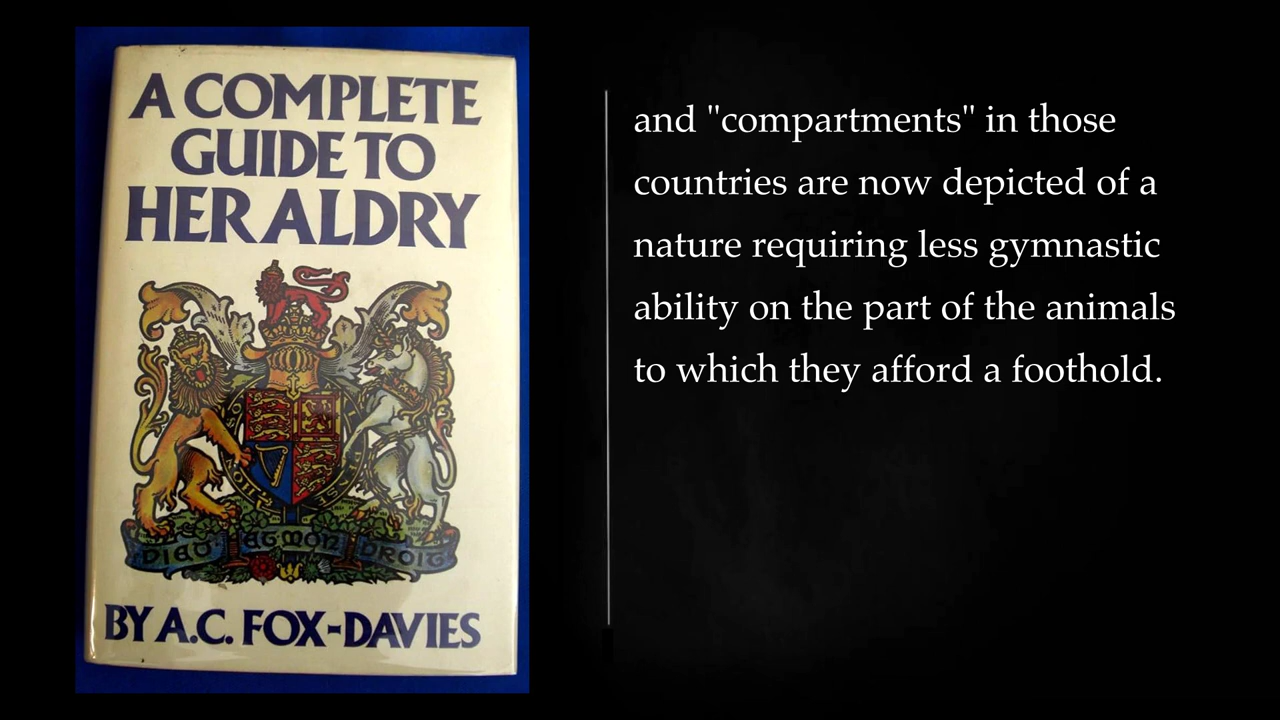 A COMPLETE
GUIDE TO
HERALDRY
DIEU ET MON DROIT
BY A.C. FOX-DAVIES
and "compartments" in those
countries are now depicted of a
nature requiring less gymnastic
ability on the part of the animals
to which they afford a foothold.